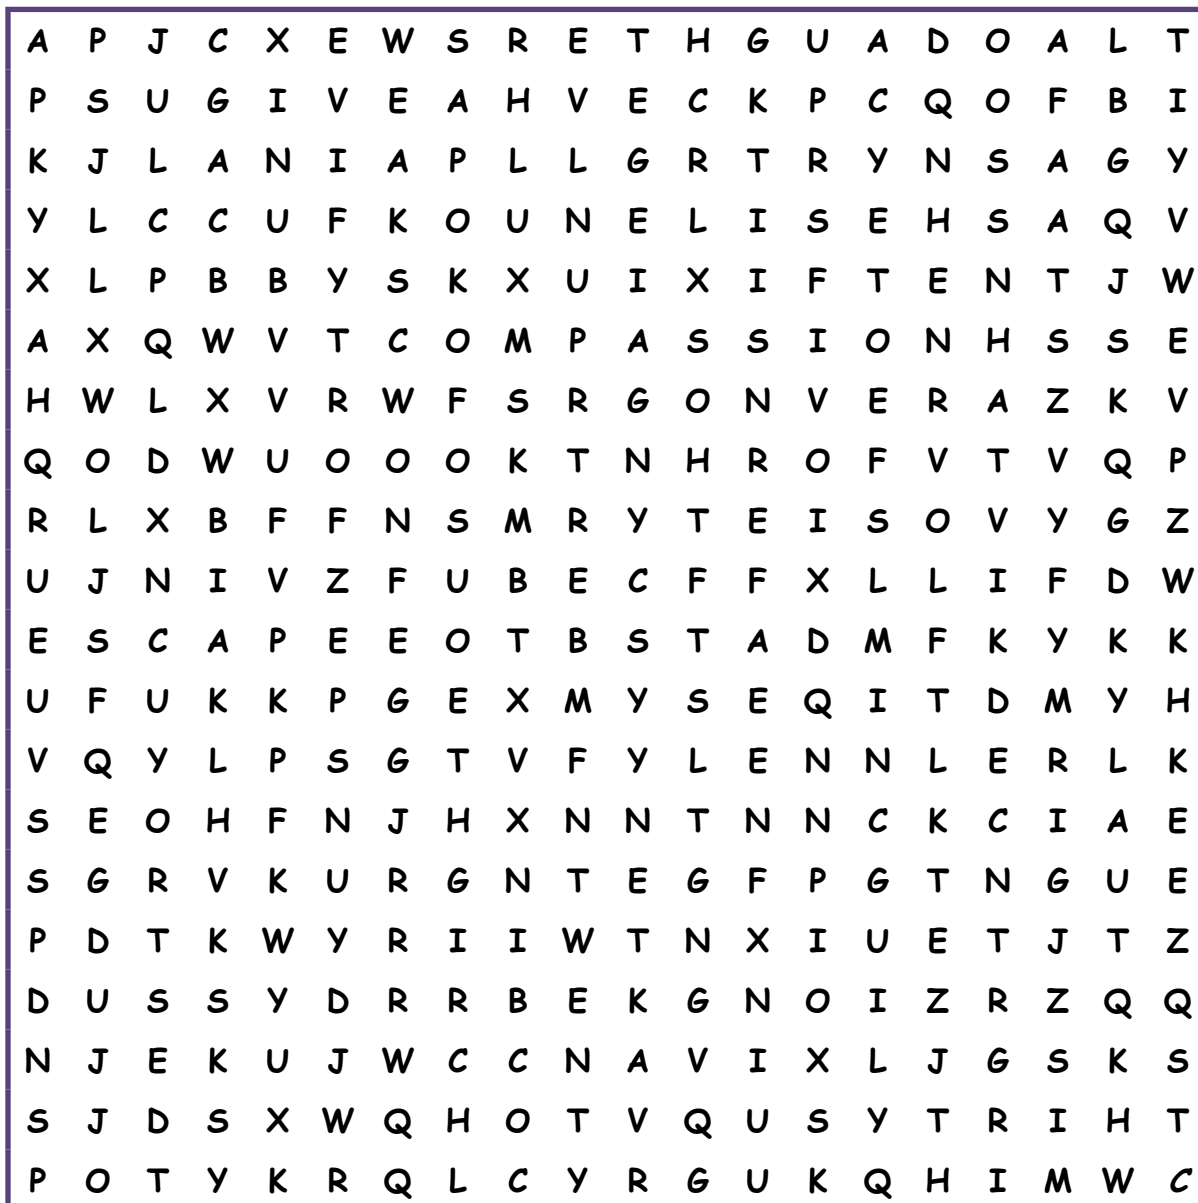 A P J C X E W S R E T H G U A D O A L T
P S U G I V E A H V E C K P C Q O F B I
K J L A N I A P L L G R T R Y N S A G Y
Y L C C U F K O U N E L I S E H S A Q V
X L P B B Y S K X U I X I F T E N T J W
A X Q W V T C O M P A S S I O N H S S E
H W L X V R W F S R G O N V E R A Z K V
Q O D W U O O O K T N H R O F V T V Q P
R L X B F F N S M R Y T E I S O V Y G Z
U J N I V Z F U B E C F F X L L I F D W
E S C A P E E O T B S T A D M F K Y K K
U F U K K P G E X M Y S E Q I T D M Y H
V Q Y L P S G T V F Y L E N N L E R L K
S E O H F N J H X N N T N N C K C I A E
S G R V K U R G N T E G F P G T N G U E
P D T K W Y R I I W T N X I U E T J T Z
D U S S Y D R R B E K G N O I Z R Z Q Q
N J E K U J W C C N A V I X L J G S K S
S J D S X W Q H O T V Q U S Y T R I H T
P O T Y K R Q L C Y R G U K Q H I M W C